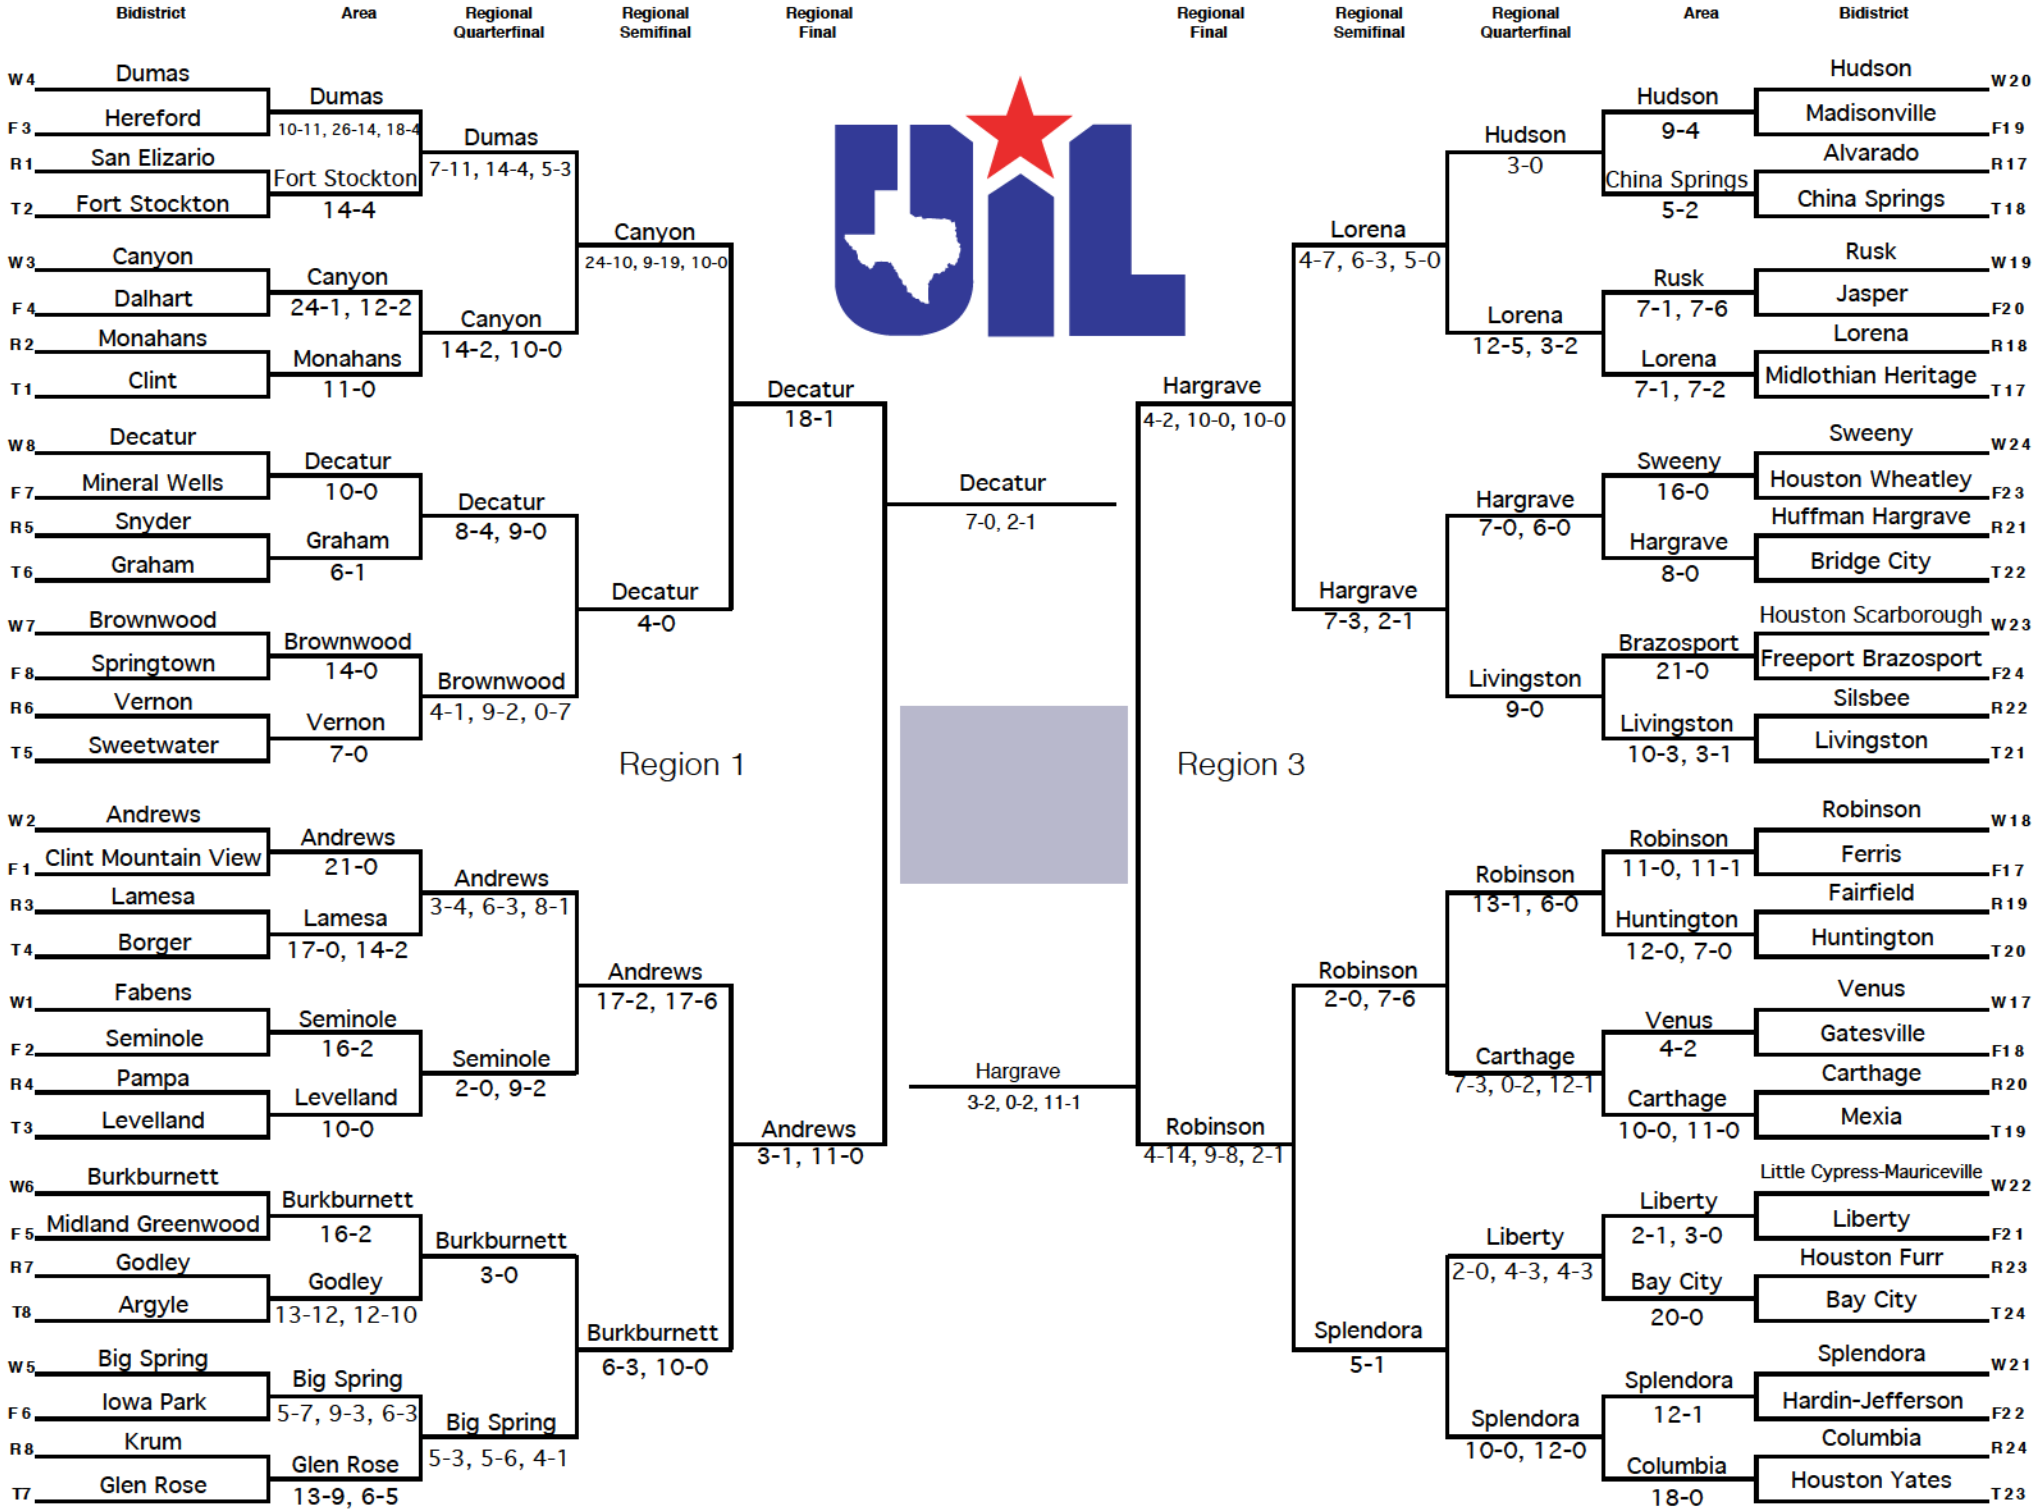 Bidistrict
Area
Regional
Quarterfinal
Regional
Semifinal
Regional
Final
Regional
Final
Regional
Semifinal
Regional
Quarterfinal
Area
Bidistrict
W4 Dumas
F3 Hereford
R1 San Elizario
T2 Fort Stockton
W3 Canyon
F4 Dalhart
R2 Monahans
T1 Clint
W8 Decatur
F7 Mineral Wells
R5 Snyder
T6 Graham
W7 Brownwood
F8 Springtown
R6 Vernon
T5 Sweetwater
W2 Andrews
F1 Clint Mountain View
R3 Lamesa
T4 Borger
W1 Fabens
F2 Seminole
R4 Pampa
T3 Levelland
W6 Burkburnett
F5 Midland Greenwood
R7 Godley
T8 Argyle
W5 Big Spring
F6 Iowa Park
R8 Krum
T7 Glen Rose
Dumas
10-11, 26-14, 18-4
Fort Stockton
14-4
Canyon
24-1, 12-2
Monahans
11-0
Decatur
10-0
Graham
6-1
Brownwood
14-0
Vernon
7-0
Andrews
21-0
Lamesa
17-0, 14-2
Seminole
16-2
Levelland
10-0
Burkburnett
16-2
Godley
13-12, 12-10
Big Spring
5-7, 9-3, 6-3
Glen Rose
13-9, 6-5
Dumas
7-11, 14-4, 5-3
Canyon
14-2, 10-0
Decatur
8-4, 9-0
Brownwood
4-1, 9-2, 0-7
Andrews
3-4, 6-3, 8-1
Seminole
2-0, 9-2
Burkburnett
3-0
Big Spring
5-3, 5-6, 4-1
Canyon
24-10, 9-19, 10-0
Decatur
4-0
Region 1
Andrews
17-2, 17-6
Burkburnett
6-3, 10-0
Decatur
18-1
Andrews
3-1, 11-0
UIL
Decatur
7-0, 2-1
Hargrave
3-2, 0-2, 11-1
Hargrave
4-2, 10-0, 10-0
Region 3
Robinson
4-14, 9-8, 2-1
Lorena
4-7, 6-3, 5-0
Hargrave
7-3, 2-1
Robinson
2-0, 7-6
Splendora
5-1
Hudson
3-0
Lorena
12-5, 3-2
Hargrave
7-0, 6-0
Livingston
9-0
Robinson
13-1, 6-0
Carthage
7-3, 0-2, 12-1
Liberty
2-0, 4-3, 4-3
Splendora
10-0, 12-0
Hudson
9-4
China Springs
5-2
Rusk
7-1, 7-6
Lorena
7-1, 7-2
Sweeny
16-0
Hargrave
8-0
Brazosport
21-0
Livingston
10-3, 3-1
Robinson
11-0, 11-1
Huntington
12-0, 7-0
Venus
4-2
Carthage
10-0, 11-0
Liberty
2-1, 3-0
Bay City
20-0
Splendora
12-1
Columbia
18-0
Hudson W20
Madisonville F19
Alvarado R17
China Springs T18
Rusk W19
Jasper F20
Lorena R18
Midlothian Heritage T17
Sweeny W24
Houston Wheatley F23
Huffman Hargrave R21
Bridge City T22
Houston Scarborough W23
Freeport Brazosport F24
Silsbee R22
Livingston T21
Robinson W18
Ferris F17
Fairfield R19
Huntington T20
Venus W17
Gatesville F18
Carthage R20
Mexia T19
Little Cypress-Mauriceville W22
Liberty F21
Houston Furr R23
Bay City T24
Splendora W21
Hardin-Jefferson F22
Columbia R24
Houston Yates T23